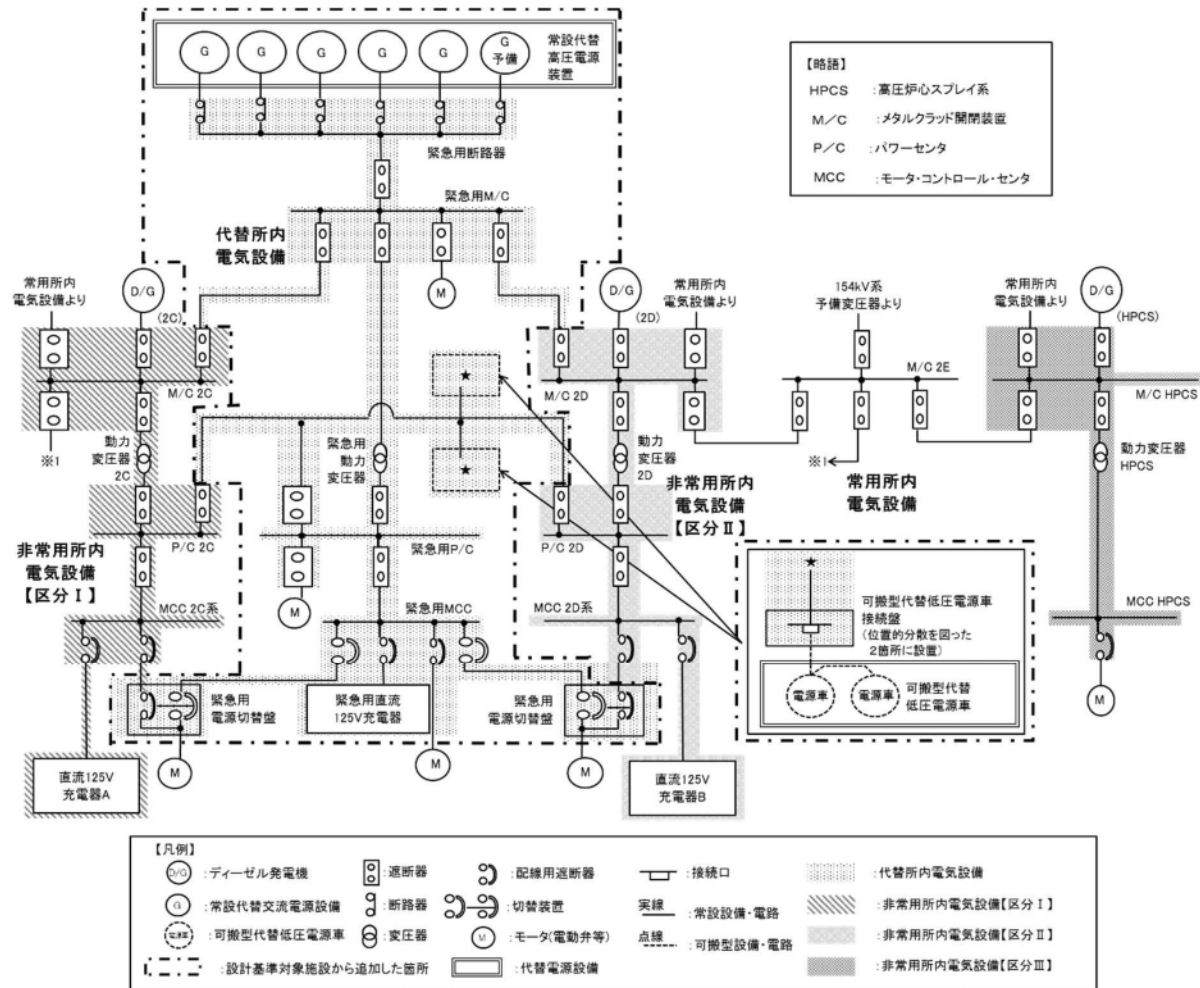 G
G
G
G
G
G
予備
常設代替
高圧電源
装置
【略語】
HPCS :高圧炉心スプレイ系
M/C :メタルクラッド開閉装置
P/C :パワーセンタ
MCC :モータ・コントロール・センタ
緊急用断路器
緊急用M/C
代替所内
電気設備
M
常用所内
電気設備より
D/G
(2C)
D/G
(2D)
常用所内
電気設備より
154kV系
予備変圧器より
常用所内
電気設備より
D/G
(HPCS)
M/C 2C
M/C 2D
M/C 2E
M/C HPCS
★
※1
動力
変圧器
2C
緊急用
動力
変圧器
★
動力
変圧器
2D
非常用所内
電気設備
【区分Ⅱ】
※1
常用所内
電気設備
動力変圧器
HPCS
P/C 2C
緊急用P/C
P/C 2D
非常用所内
電気設備
【区分Ⅰ】
M
MCC 2C系
緊急用MCC
MCC 2D系
MCC HPCS
★
可搬型代替低圧電源車
接続盤
(位置的分散を図った
2箇所に設置)
電源車
電源車
可搬型代替
低圧電源車
緊急用
電源切替盤
緊急用直流
125V充電器
緊急用
電源切替盤
M
M
M
M
直流125V
充電器A
直流125V
充電器B
【凡例】
D/G :ディーゼル発電機
:遮断器
:配線用遮断器
:接続口
:代替所内電気設備
G :常設代替交流電源設備
:断路器
:切替装置
実線
:常設設備・電路
:非常用所内電気設備【区分Ⅰ】
電源車 :可搬型代替低圧電源車
:変圧器
M :モータ(電動弁等)
点線
:可搬型設備・電路
:非常用所内電気設備【区分Ⅱ】
:設計基準対象施設から追加した箇所
:代替電源設備
:非常用所内電気設備【区分Ⅲ】